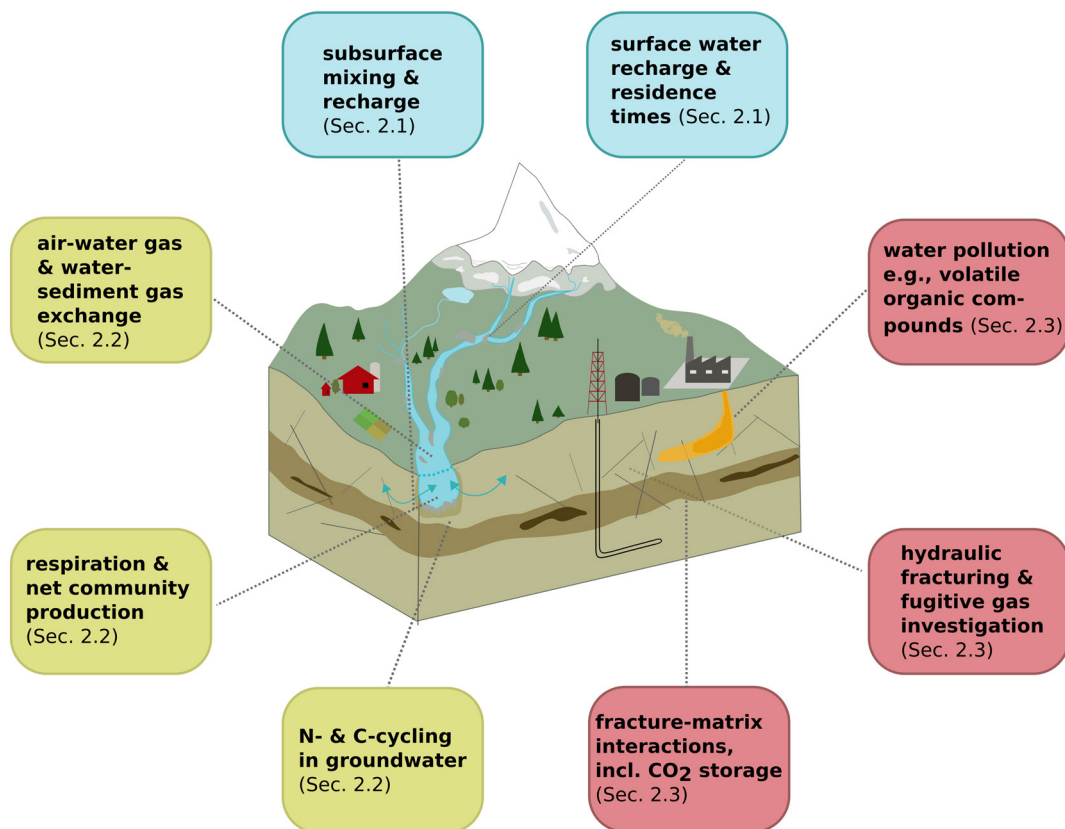 subsurface
mixing &
recharge
(Sec. 2.1)
surface water
recharge &
residence
times (Sec. 2.1)
air-water gas
& water-
sediment gas
exchange
(Sec. 2.2)
water pollution
e.g., volatile
organic com-
pounds (Sec. 2.3)
respiration &
net community
production
(Sec. 2.2)
hydraulic
fracturing &
fugitive gas
investigation
(Sec. 2.3)
N- & C-cycling
in groundwater
(Sec. 2.2)
fracture-matrix
interactions,
incl. CO2 storage
(Sec. 2.3)